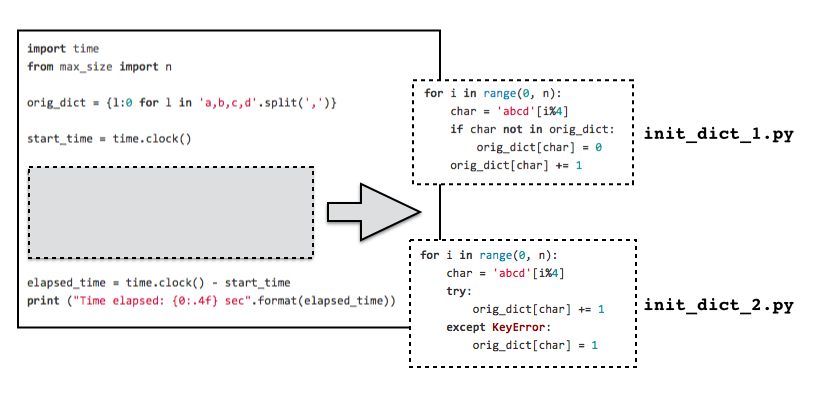 import time
from max_size import n
orig_dict = {l:0 for l in 'a,b,c,d'.split(',')}
start_time = time.clock()
elapsed_time = time.clock() - start_time
print ("Time elapsed: {0:.4f} sec".format(elapsed_time))
for i in range(0, n):
    char = 'abcd'[i%4]
    if char not in orig_dict:
        orig_dict[char] = 0
    orig_dict[char] += 1
init_dict_1.py
for i in range(0, n):
    char = 'abcd'[i%4]
    try:
        orig_dict[char] += 1
    except KeyError:
        orig_dict[char] = 1
init_dict_2.py